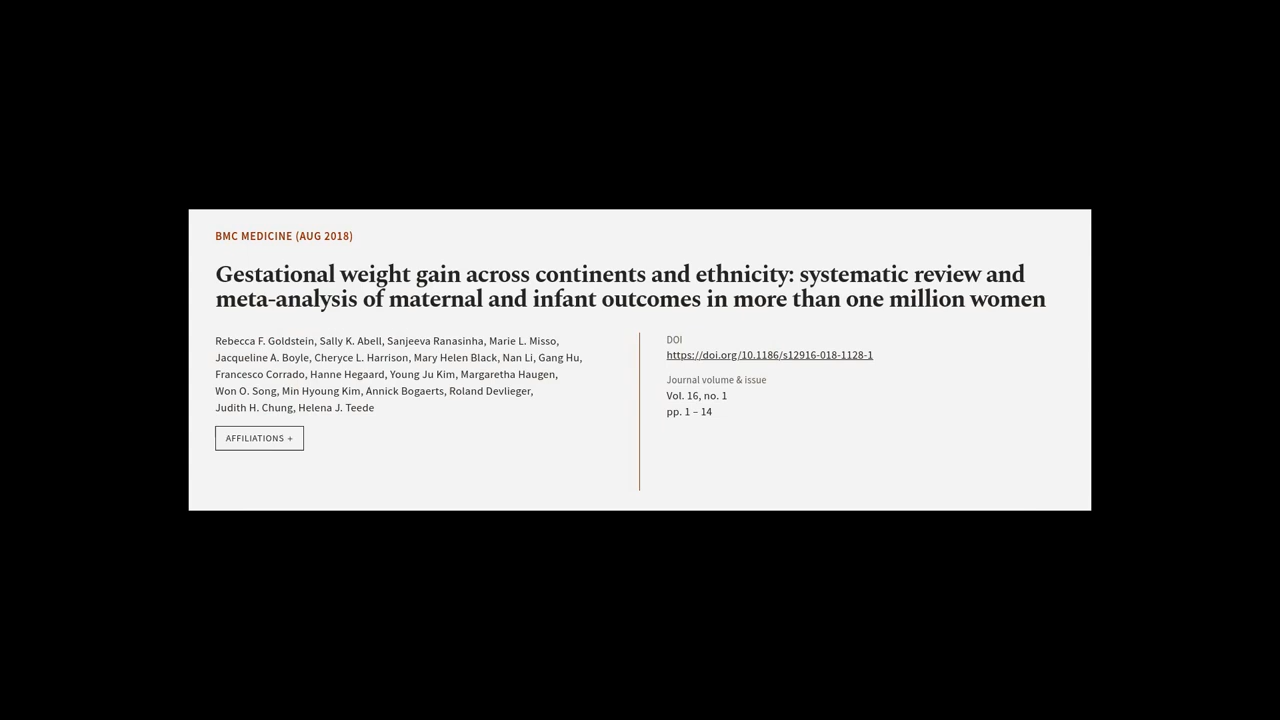 BMC MEDICINE (AUG 2018)
Gestational weight gain across continents and ethnicity: systematic review and
meta-analysis of maternal and infant outcomes in more than one million women
Rebecca F. Goldstein, Sally K. Abell, Sanjeeva Ranasinha, Marie L. Misso,
Jacqueline A. Boyle, Cheryce L. Harrison, Mary Helen Black, Nan Li, Gang Hu,
Francesco Corrado, Hanne Hegaard, Young Ju Kim, Margaretha Haugen,
Won O. Song, Min Hyoung Kim, Annick Bogaerts, Roland Devlieger,
Judith H. Chung, Helena J. Teede
AFFILIATIONS +
DOI
https://doi.org/10.1186/s12916-018-1128-1
Journal volume & issue
Vol. 16, no. 1
pp. 1 – 14